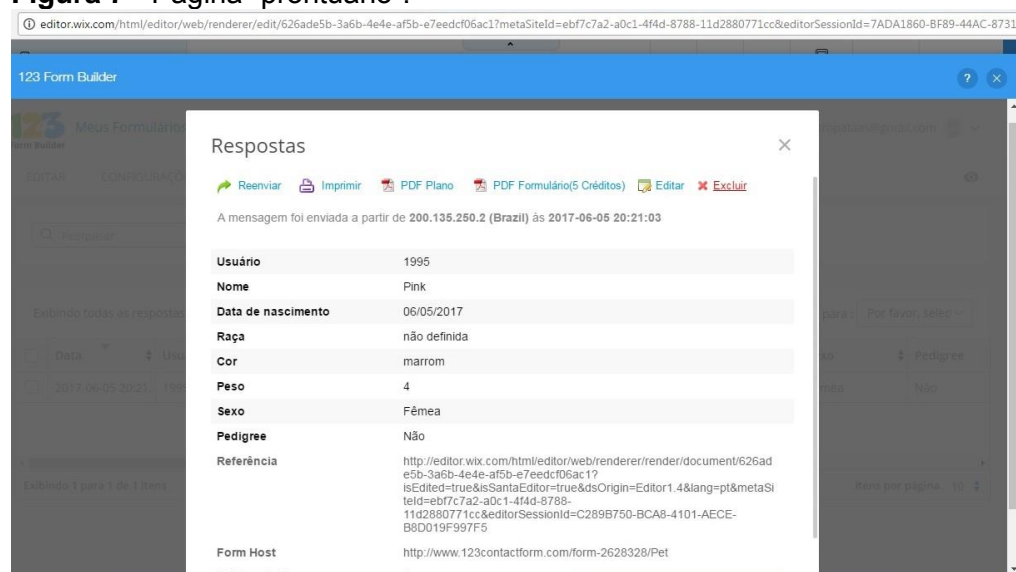 editor.wix.com/html/editor/web/renderer/edit/626ade5b-3a6b-4e4e-af5b-e7eedcf06ac1?metaSiteId=ebf7c7a2-a0c1-4f4d-8788-11d2880771cc&editorSessionId=7ADA1860-BF89-44AC-8731
123 Form Builder
?
Meus Formulários
Respostas
Reenviar Imprimir PDF Plano PDF Formulário(5 Créditos) Editar Excluir
EDITAR
A mensagem foi enviada a partir de 200.135.250.2 (Brazil) às 2017-06-05 20:21:03
Usuário 1995
Nome Pink
Exibindo todas as respostas Data de nascimento 06/05/2017 para: Por favor, selec
Raça não definida
Data Cor marrom Pedigree
Peso 4
2017-06-05 20:21 Não
Sexo Fêmea
Pedigree Não
Referência http://editor.wix.com/html/editor/web/renderer/render/document/626ad
e5b-3a6b-4e4e-af5b-e7eedcf06ac1?
isEdited=true&isSantaEditor=true&dsOrigin=Editor1.4&lang=pt&metaSi
Exibindo 1 para 1 de 1 itens teId=ebf7c7a2-a0c1-4f4d-8788- Itens por página 10
11d2880771cc&editorSessionId=C289B750-BCA8-4101-AECE-
B8D019F997F5
Form Host http://www.123contactform.com/form-2628328/Pet